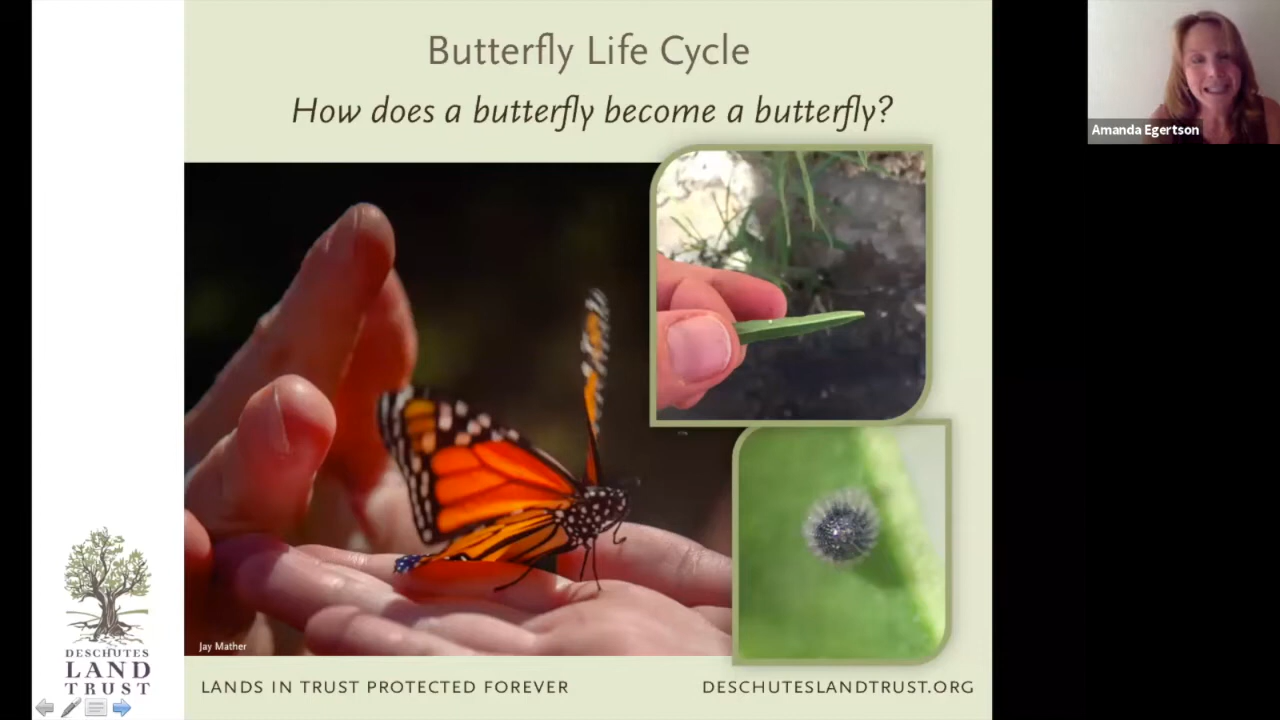 Butterfly Life Cycle
How does a butterfly become a butterfly?
Amanda Egertson
Jay Mather
DESCHUTES
LAND
TRUST
LANDS IN TRUST PROTECTED FOREVER
DESCHUTESLANDTRUST.ORG